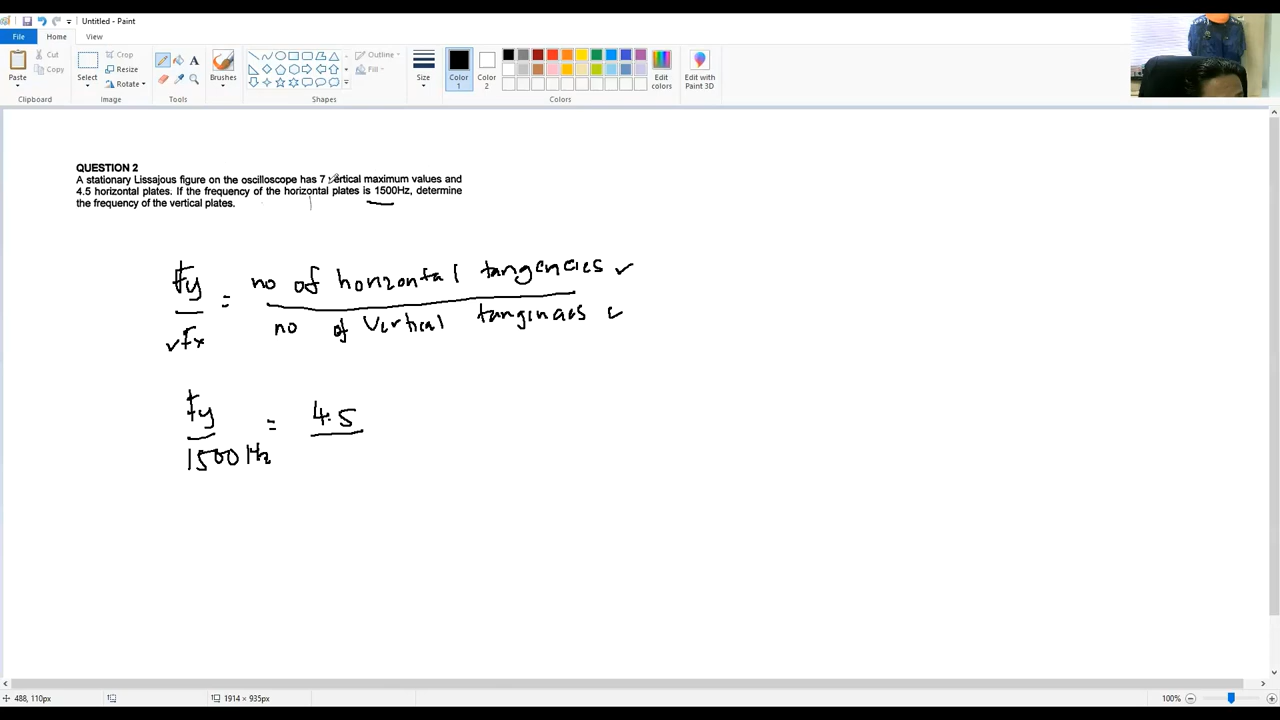 Untitled - Paint
File Home View
Cut
Copy
Paste
Clipboard
Select
Crop
Resize
Rotate
Image
Tools
Brushes
Shapes
Outline
Fill
Size
Color 1
Color 2
Edit colors
Colors
Edit with Paint 3D
QUESTION 2
A stationary Lissajous figure on the oscilloscope has 7 vertical maximum values and
4.5 horizontal plates. If the frequency of the horizontal plates is 1500Hz, determine
the frequency of the vertical plates.
fy = no of horizontal tangencies ✓
✓fx no of vertical tangencies
fy = 4.5
1500 Hz
488, 110px
1914 × 935px
100%